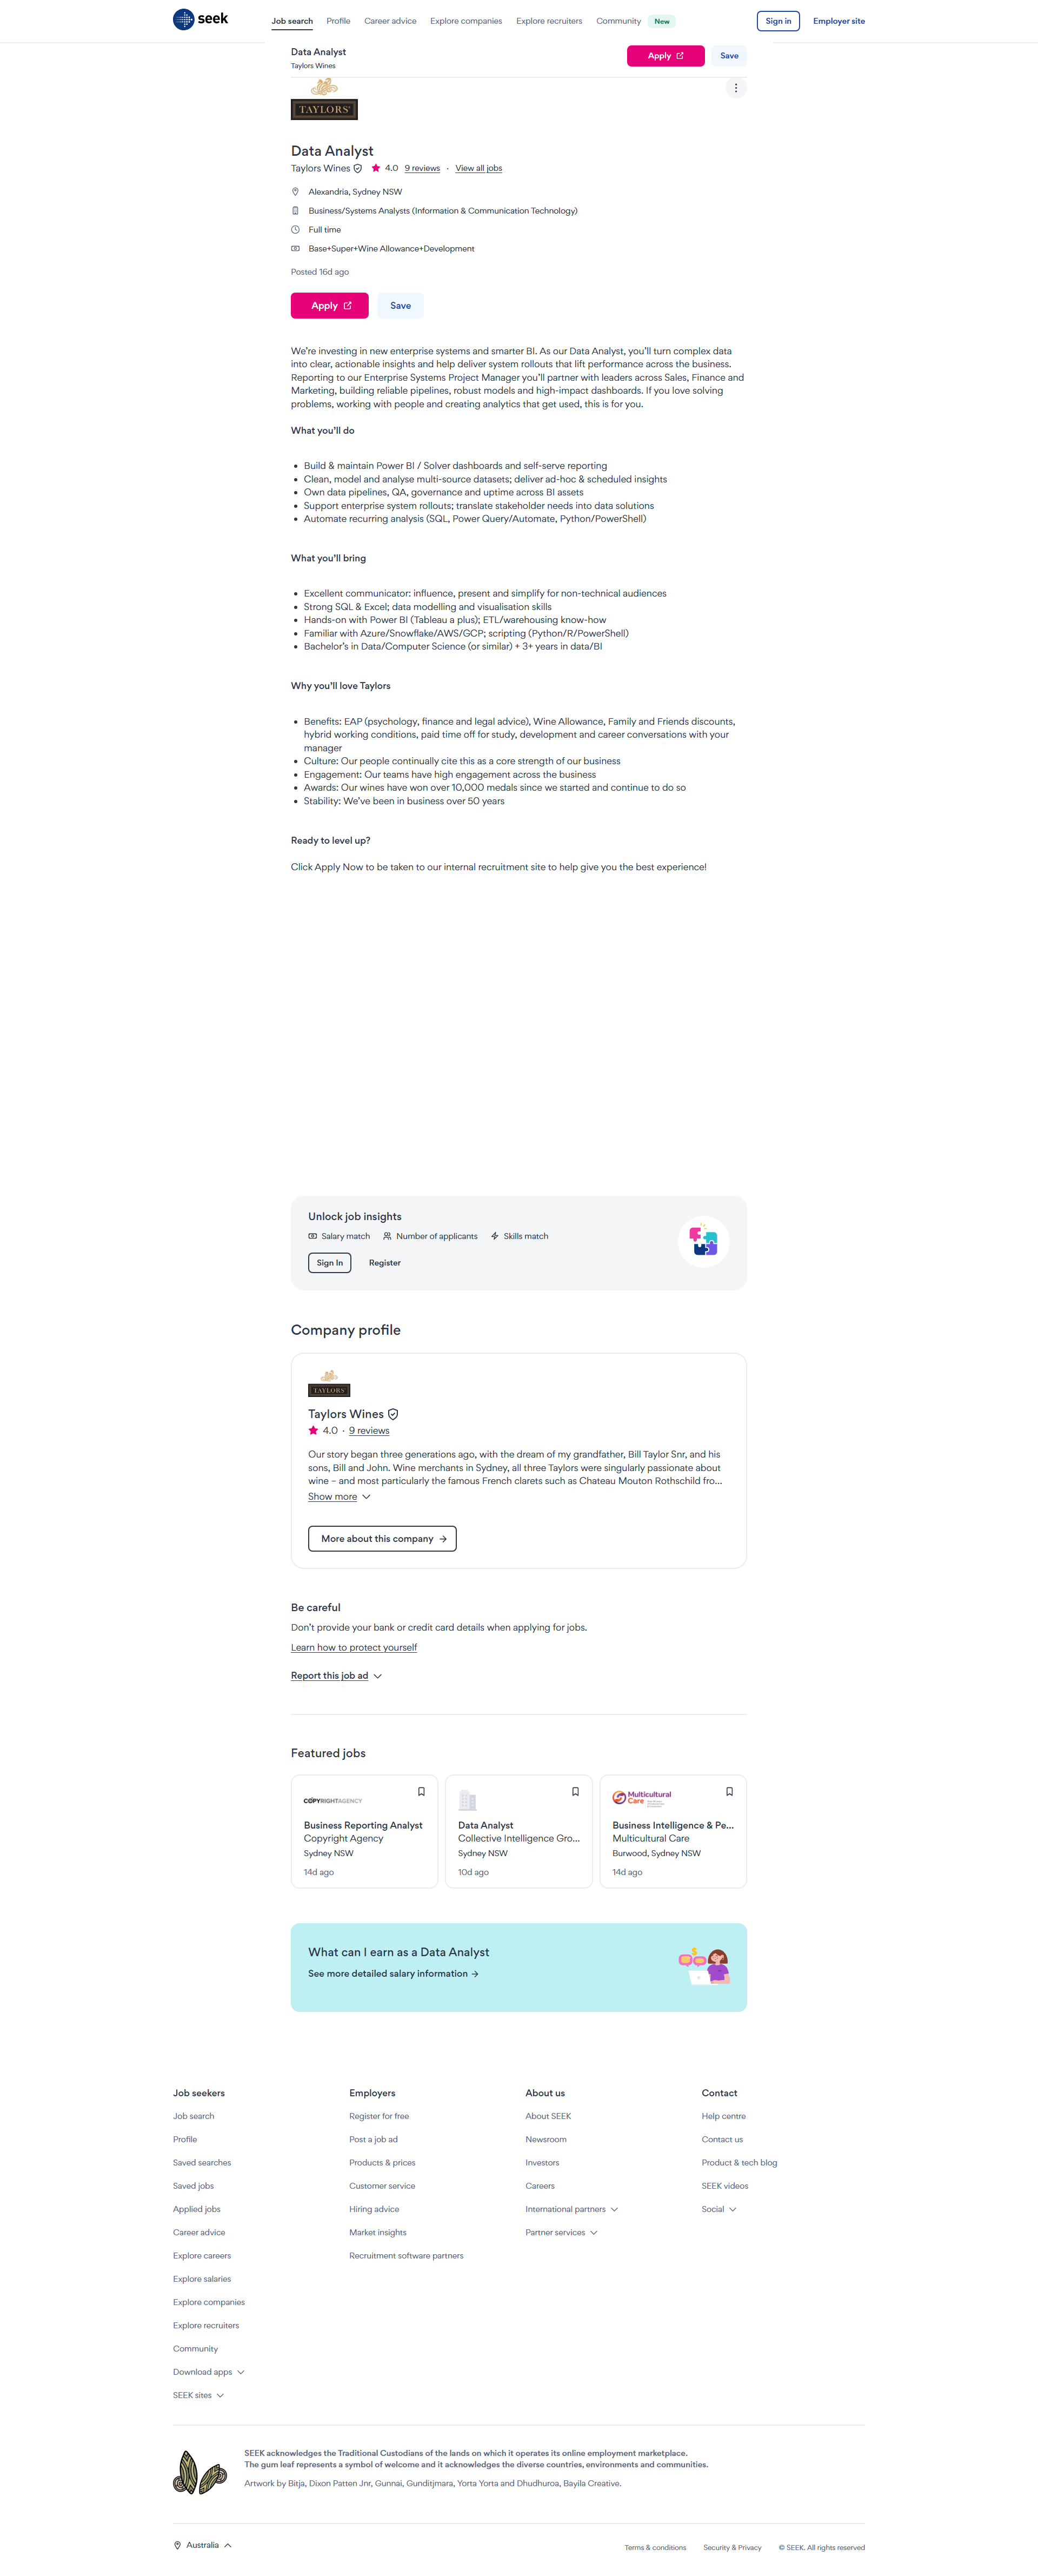 seek
Job search
Profile
Career advice
Explore companies
Explore recruiters
Community
New
Sign in
Employer site
Data Analyst
Taylors Wines
Apply
Save
TAYLORS
Data Analyst
Taylors Wines
4.0 9 reviews · View all jobs
Alexandria, Sydney NSW
Business/Systems Analysts (Information & Communication Technology)
Full time
Base+Super+Wine Allowance+Development
Posted 16d ago
Apply
Save
We're investing in new enterprise systems and smarter BI. As our Data Analyst, you'll turn complex data
into clear, actionable insights and help deliver system rollouts that lift performance across the business.
Reporting to our Enterprise Systems Project Manager you'll partner with leaders across Sales, Finance and
Marketing, building reliable pipelines, robust models and high-impact dashboards. If you love solving
problems, working with people and creating analytics that get used, this is for you.
What you'll do
• Build & maintain Power BI / Solver dashboards and self-serve reporting
• Clean, model and analyse multi-source datasets; deliver ad-hoc & scheduled insights
• Own data pipelines, QA, governance and uptime across BI assets
• Support enterprise system rollouts; translate stakeholder needs into data solutions
• Automate recurring analysis (SQL, Power Query/Automate, Python/PowerShell)
What you'll bring
• Excellent communicator: influence, present and simplify for non-technical audiences
• Strong SQL & Excel; data modelling and visualisation skills
• Hands-on with Power BI (Tableau a plus); ETL/warehousing know-how
• Familiar with Azure/Snowflake/AWS/GCP; scripting (Python/R/PowerShell)
• Bachelor's in Data/Computer Science (or similar) + 3+ years in data/BI
Why you'll love Taylors
• Benefits: EAP (psychology, finance and legal advice), Wine Allowance, Family and Friends discounts,
hybrid working conditions, paid time off for study, development and career conversations with your
manager
• Culture: Our people continually cite this as a core strength of our business
• Engagement: Our teams have high engagement across the business
• Awards: Our wines have won over 10,000 medals since we started and continue to do so
• Stability: We've been in business over 50 years
Ready to level up?
Click Apply Now to be taken to our internal recruitment site to help give you the best experience!
Unlock job insights
Salary match
Number of applicants
Skills match
Sign In
Register
Company profile
TAYLORS
Taylors Wines
4.0 · 9 reviews
Our story began three generations ago, with the dream of my grandfather, Bill Taylor Snr, and his
sons, Bill and John. Wine merchants in Sydney, all three Taylors were singularly passionate about
wine – and most particularly the famous French clarets such as Chateau Mouton Rothschild fro...
Show more
More about this company →
Be careful
Don't provide your bank or credit card details when applying for jobs.
Learn how to protect yourself
Report this job ad
Featured jobs
COPYRIGHTAGENCY
Business Reporting Analyst
Copyright Agency
Sydney NSW
14d ago
Data Analyst
Collective Intelligence Gro...
Sydney NSW
10d ago
Multicultural
Care
Business Intelligence & Pe...
Multicultural Care
Burwood, Sydney NSW
14d ago
What can I earn as a Data Analyst
See more detailed salary information →
$
Job seekers
Job search
Profile
Saved searches
Saved jobs
Applied jobs
Career advice
Explore careers
Explore salaries
Explore companies
Explore recruiters
Community
Download apps
SEEK sites
Employers
Register for free
Post a job ad
Products & prices
Customer service
Hiring advice
Market insights
Recruitment software partners
About us
About SEEK
Newsroom
Investors
Careers
International partners
Partner services
Contact
Help centre
Contact us
Product & tech blog
SEEK videos
Social
SEEK acknowledges the Traditional Custodians of the lands on which it operates its online employment marketplace.
The gum leaf represents a symbol of welcome and it acknowledges the diverse countries, environments and communities.
Artwork by Bitja, Dixon Patten Jnr, Gunnai, Gunditjmara, Yorta Yorta and Dhudhuroa, Bayila Creative.
Australia
Terms & conditions
Security & Privacy
© SEEK. All rights reserved